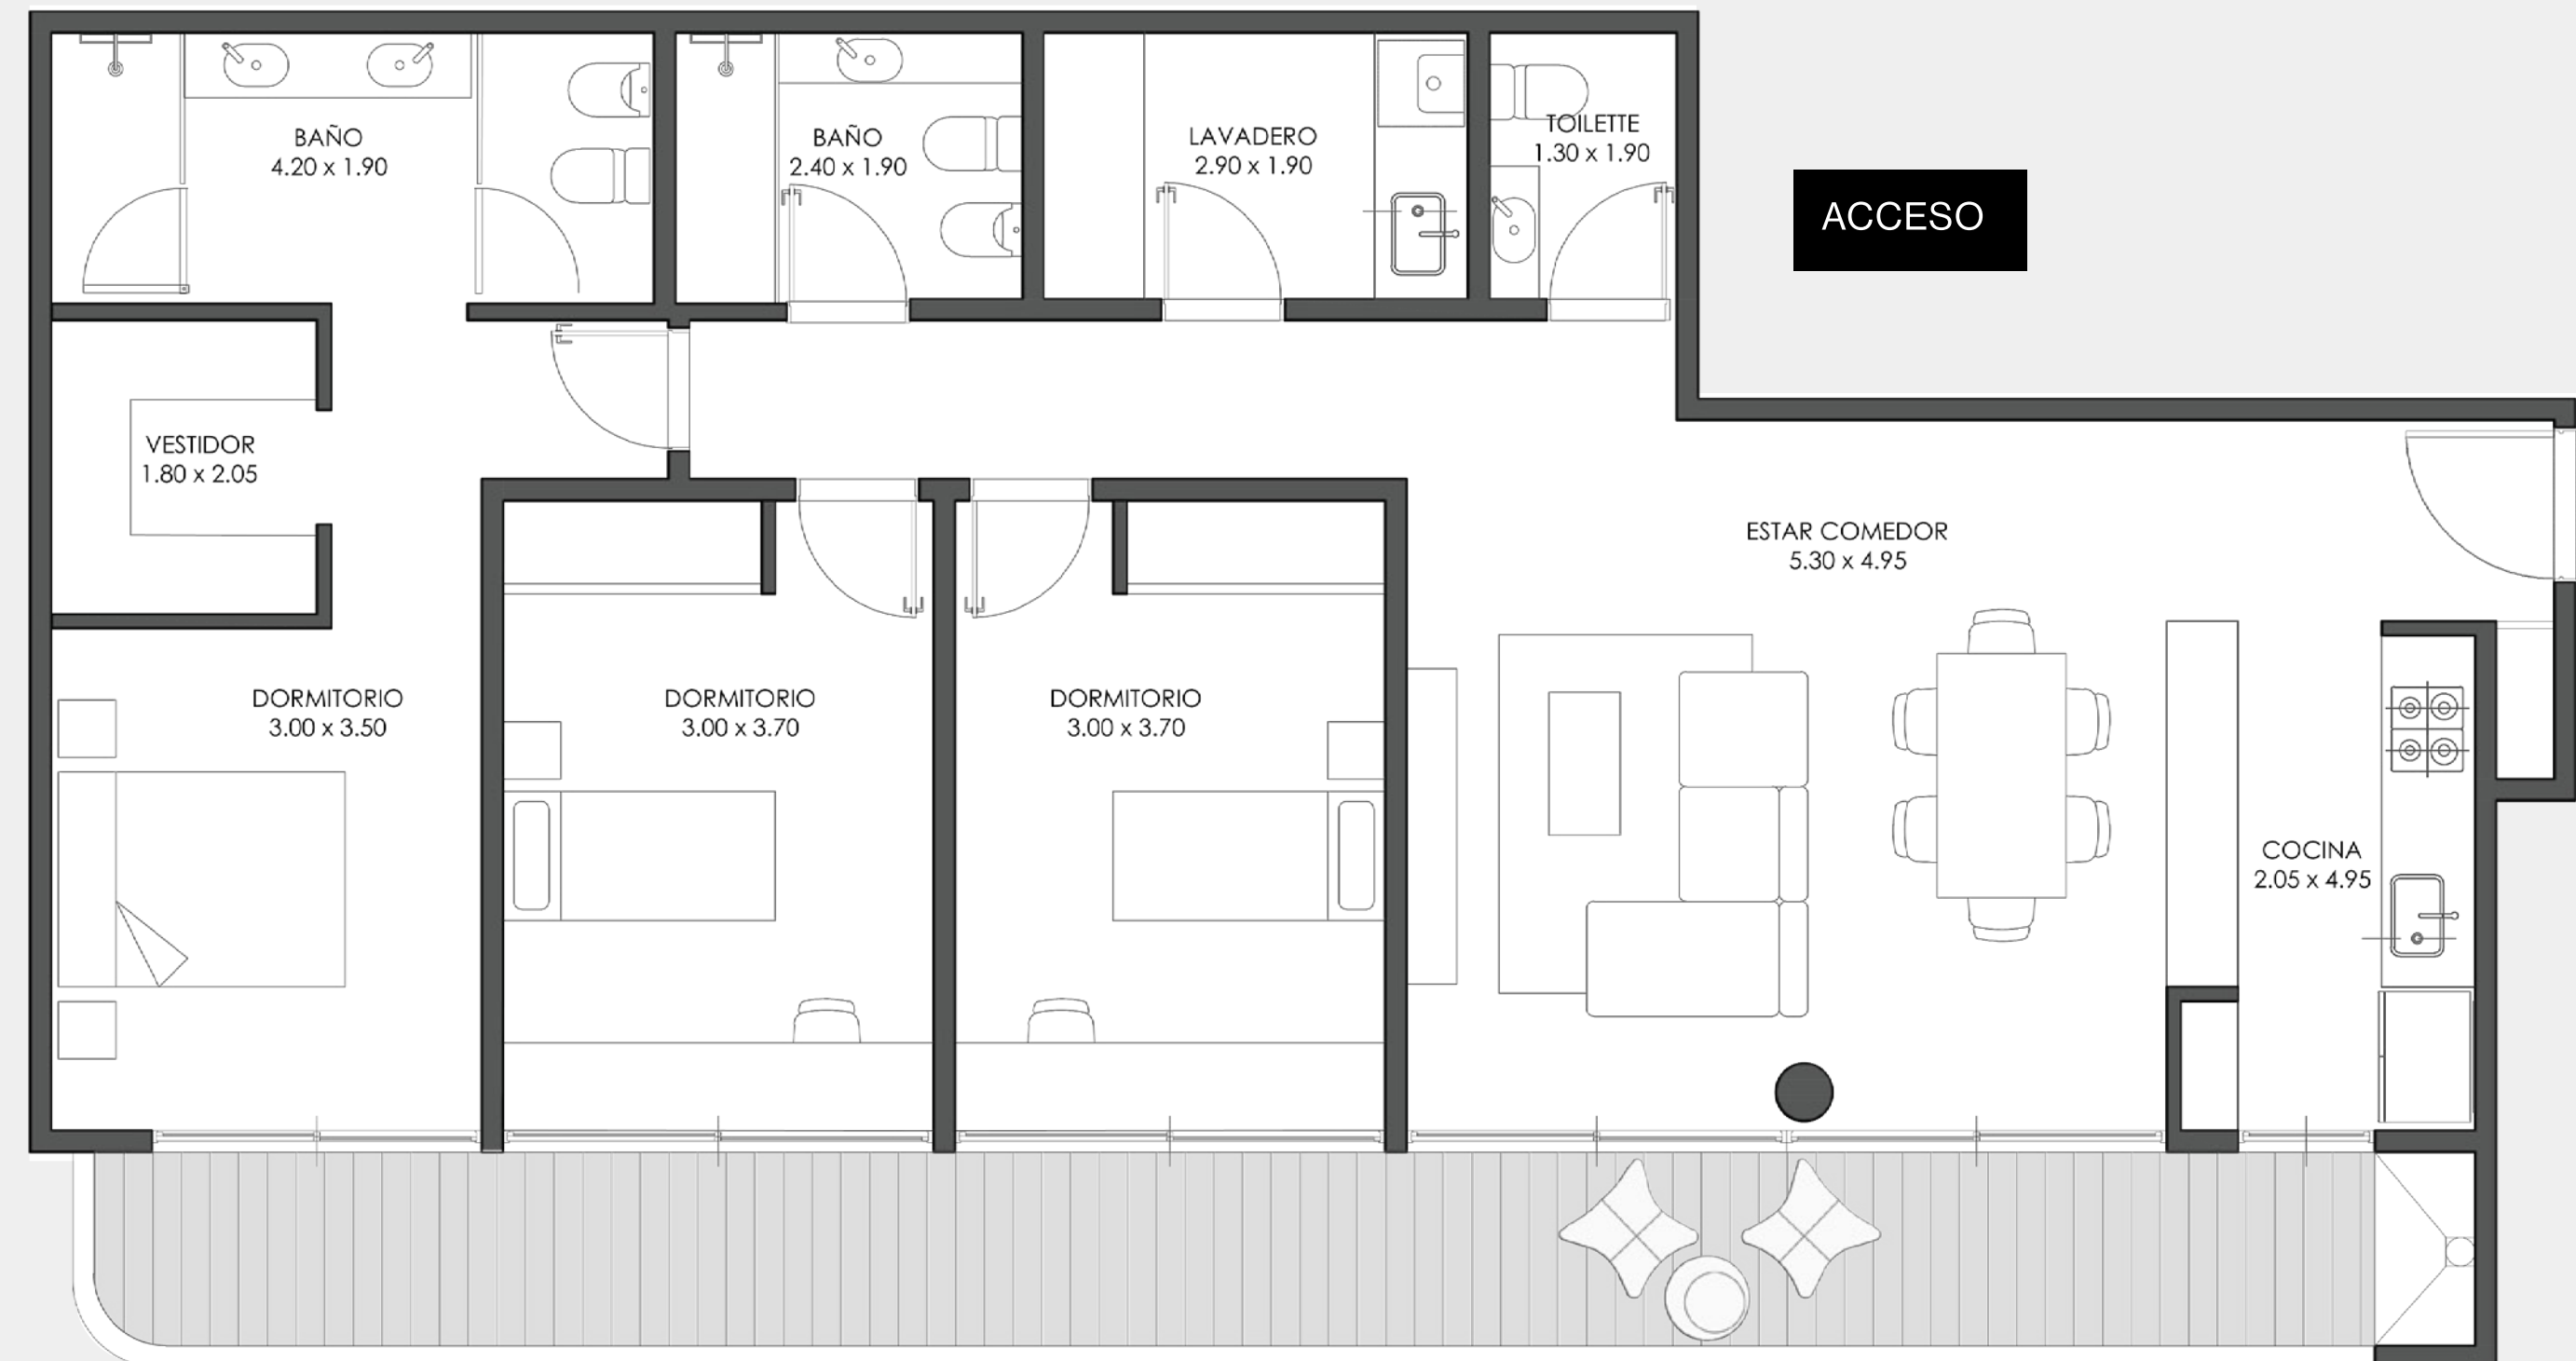 BAÑO
4.20 x 1.90
BAÑO
2.40 x 1.90
LAVADERO
2.90 x 1.90
TOILETTE
1.30 x 1.90
ACCESO
VESTIDOR
1.80 x 2.05
ESTAR COMEDOR
5.30 x 4.95
DORMITORIO
3.00 x 3.50
DORMITORIO
3.00 x 3.70
DORMITORIO
3.00 x 3.70
COCINA
2.05 x 4.95